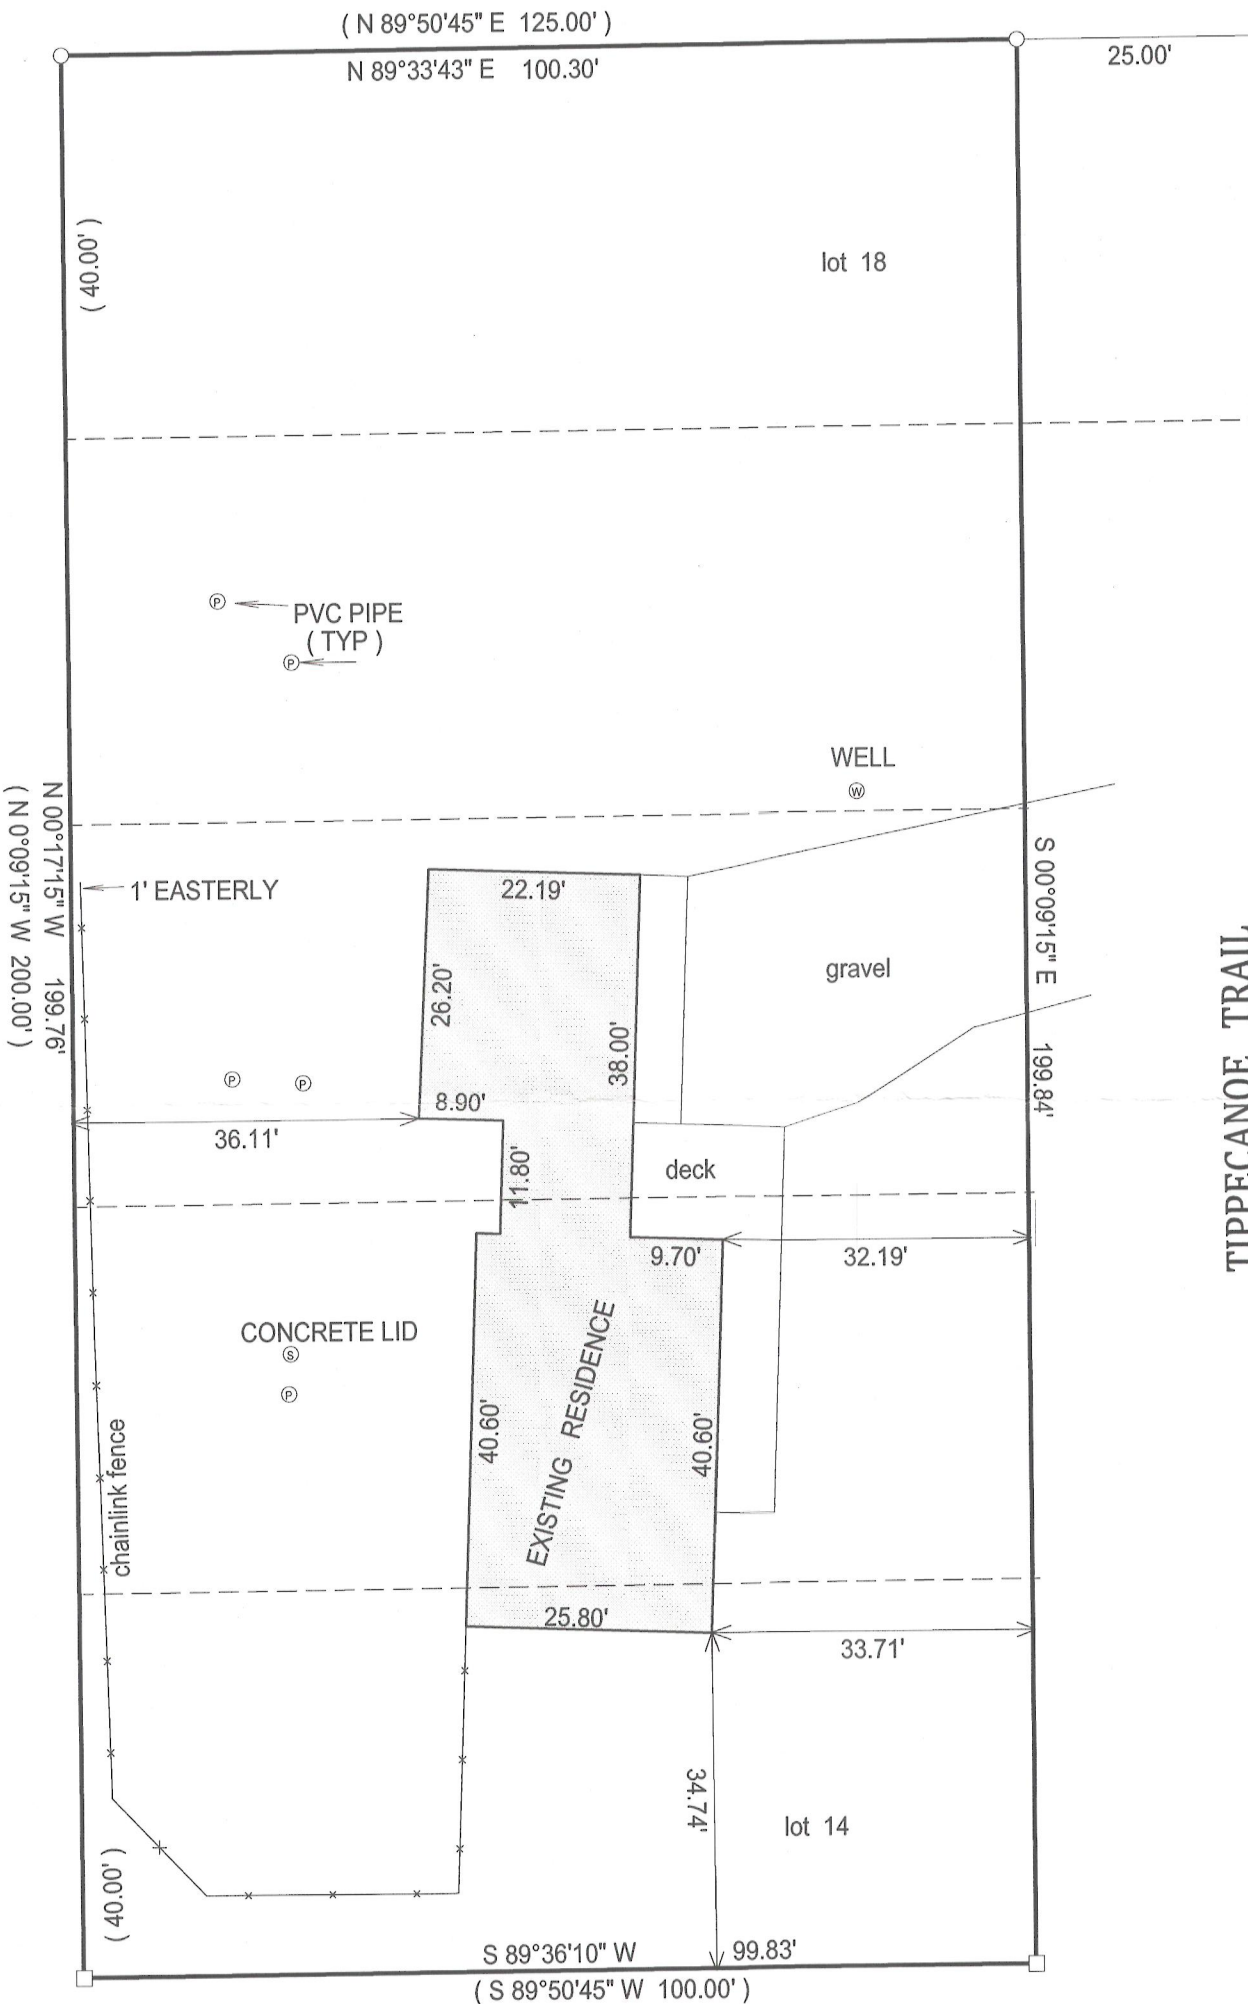 ( N 89°50'45" E 125.00' )
N 89°33'43" E 100.30'
25.00'
( 40.00' )
lot 18
P
PVC PIPE
( TYP )
P
WELL
W
N 00°17'15" W 199.76'
( N 0°09'15" W 200.00' )
1' EASTERLY
22.19'
S 00°09'15" E 199.84'
TIPPECANOE TRAIL
gravel
26.20'
38.00'
P
P
8.90'
36.11'
11.80'
deck
9.70'
32.19'
CONCRETE LID
S
P
EXISTING RESIDENCE
40.60'
40.60'
chainlink fence
25.80'
33.71'
34.74'
lot 14
( 40.00' )
S 89°36'10" W 99.83'
( S 89°50'45" W 100.00' )